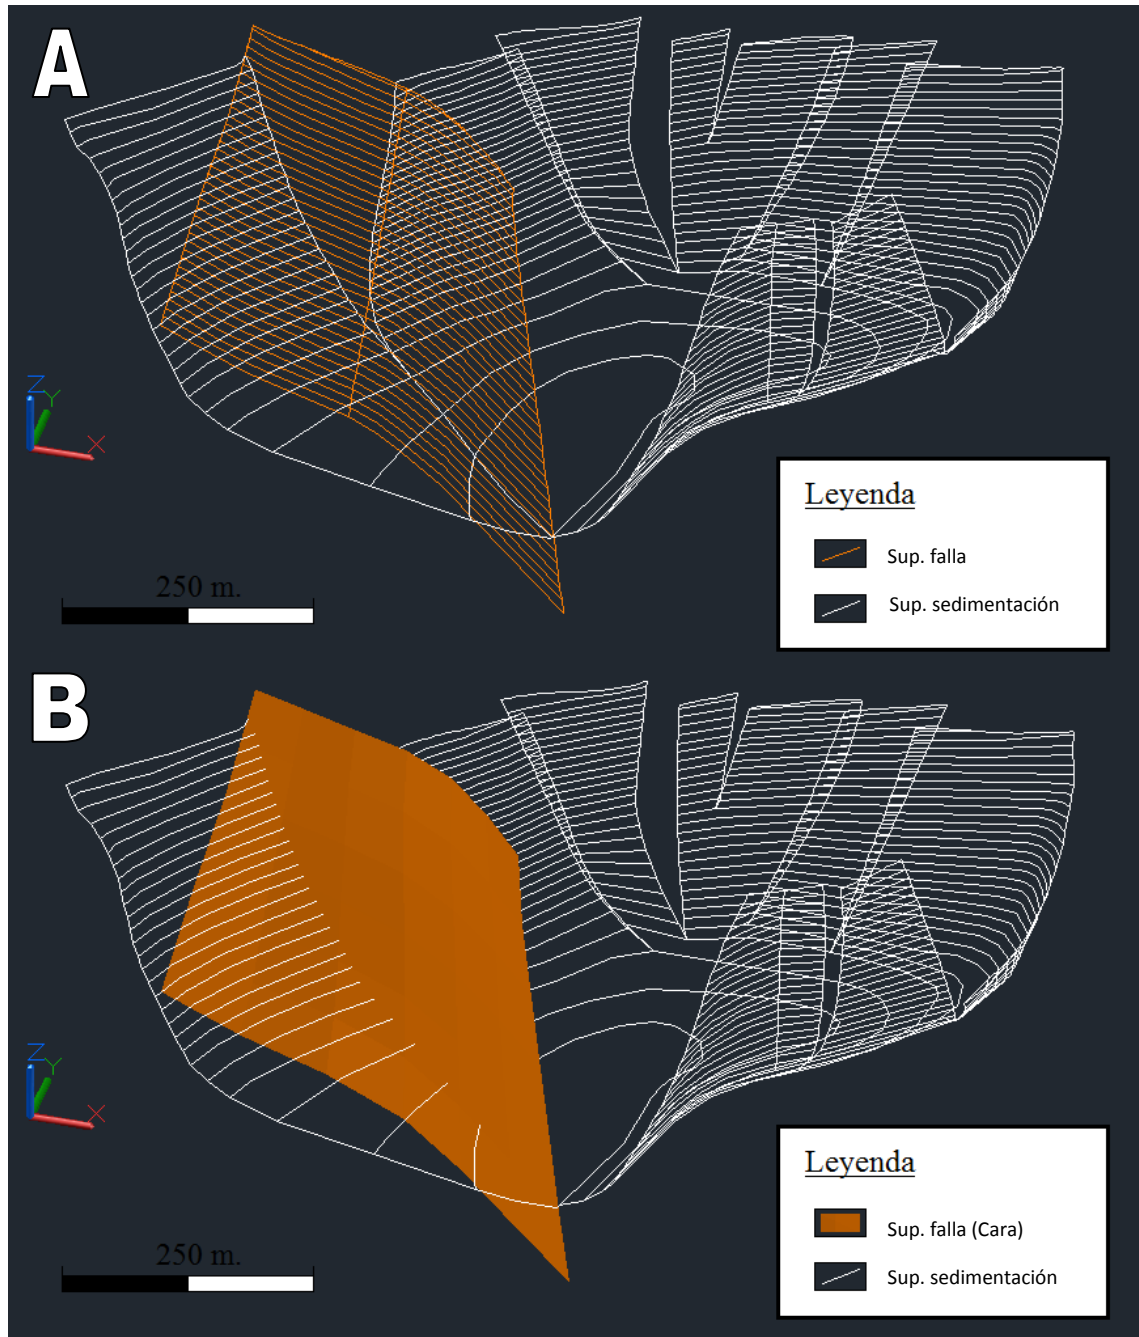 A
Z
Y
X
Leyenda
Sup. falla
Sup. sedimentación
250 m.
B
Z
Y
X
Leyenda
Sup. falla (Cara)
Sup. sedimentación
250 m.